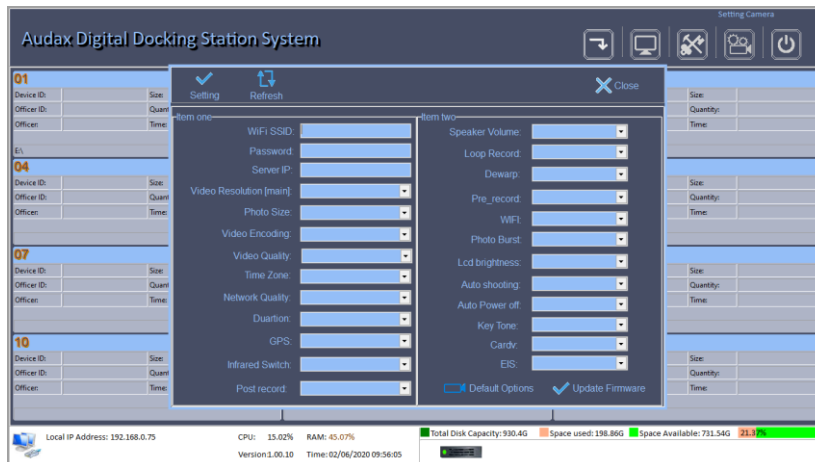 Setting Camera
Audax Digital Docking Station System
01
Device ID: Size: Size:
Officer ID: Quant Quantity:
Officer: Time: Time:
E:\
04
Device ID: Size: Size:
Officer ID: Quant Quantity:
Officer: Time: Time:
07
Device ID: Size: Size:
Officer ID: Quant Quantity:
Officer: Time: Time:
10
Device ID: Size: Size:
Officer ID: Quant Quantity:
Officer: Time: Time:
Setting Refresh Close
Item one
WiFi SSID:
Password:
Server IP:
Video Resolution [main]:
Photo Size:
Video Encoding:
Video Quality:
Time Zone:
Network Quality:
Duartion:
GPS:
Infrared Switch:
Post record:
Item two
Speaker Volume:
Loop Record:
Dewarp:
Pre_record:
WIFI:
Photo Burst:
Lcd brightness:
Auto shooting:
Auto Power off:
Key Tone:
Cardv:
EIS:
Default Options Update Firmware
Local IP Address: 192.168.0.75 CPU: 15.02% RAM: 45.07% Total Disk Capacity: 930.4G Space used: 198.86G Space Available: 731.54G 21.37%
Version:1.00.10 Time: 02/06/2020 09:56:05